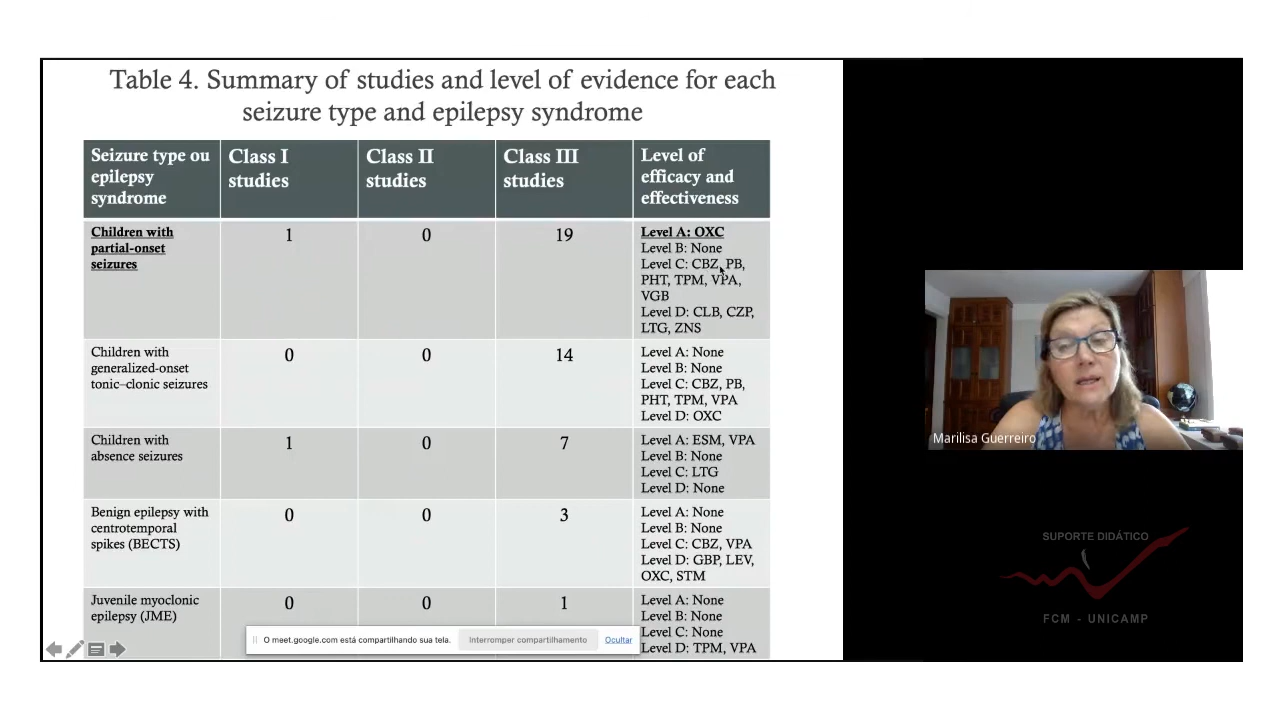 Table 4. Summary of studies and level of evidence for each
seizure type and epilepsy syndrome
Seizure type ou
epilepsy
syndrome
Class I
studies
Class II
studies
Class III
studies
Level of
efficacy and
effectiveness
Children with
partial-onset
seizures
1
0
19
Level A: OXC
Level B: None
Level C: CBZ, PB,
PHT, TPM, VPA,
VGB
Level D: CLB, CZP,
LTG, ZNS
Children with
generalized-onset
tonic–clonic seizures
0
0
14
Level A: None
Level B: None
Level C: CBZ, PB,
PHT, TPM, VPA
Level D: OXC
Children with
absence seizures
1
0
7
Level A: ESM, VPA
Level B: None
Level C: LTG
Level D: None
Benign epilepsy with
centrotemporal
spikes (BECTS)
0
0
3
Level A: None
Level B: None
Level C: CBZ, VPA
Level D: GBP, LEV,
OXC, STM
Juvenile myoclonic
epilepsy (JME)
0
0
1
Level A: None
Level B: None
Level C: None
Level D: TPM, VPA
O meet.google.com está compartilhando sua tela.
Interromper compartilhamento
Ocultar
Marilisa Guerreiro
SUPORTE DIDÁTICO
FCM - UNICAMP